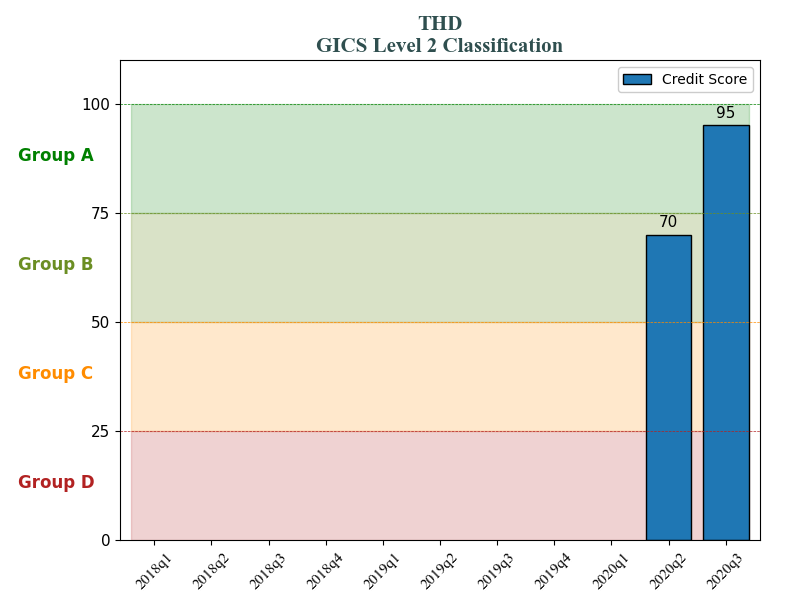 THD
GICS Level 2 Classification
Credit Score
100
95
Group A
75
70
Group B
50
Group C
25
Group D
0
2018q1 2018q2 2018q3 2018q4 2019q1 2019q2 2019q3 2019q4 2020q1 2020q2 2020q3